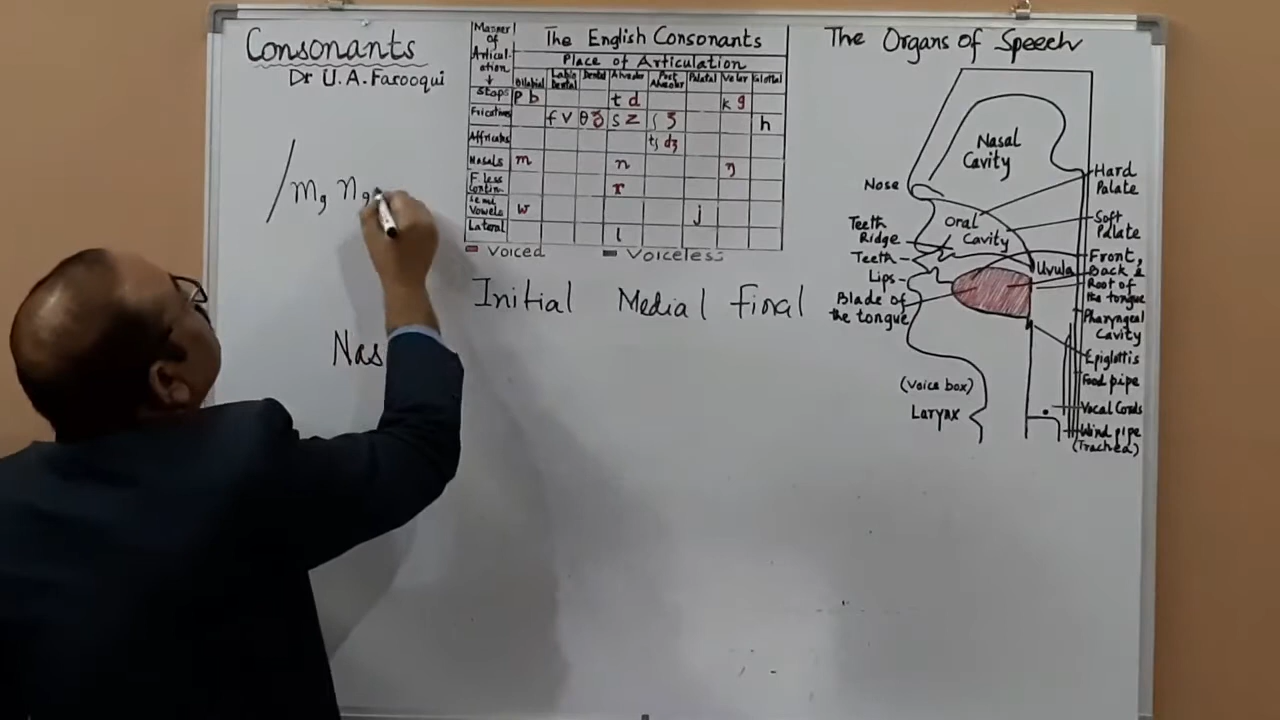 Consonants
Dr U.A. Farooqui
/m, n,
Nas
The English Consonants
Manner of Articul-ation ↓
Place of Articulation
Bilabial Labio Dental Dental Alveolar Post Alveolar Palatal Velar Glottal
Stops p b t d k g
Fricatives f v θ ʒ s z ʃ ʒ h
Affricates tʃ dʒ
Nasals m n ŋ
F. less Contin. r
Semi Vowels w j
Lateral l
Voiced Voiceless
Initial Medial Final
The Organs of Speech
Nasal Cavity
Nose
Hard Palate
Oral Cavity
Soft Palate
Teeth Ridge
Teeth
Lips
Blade of the tongue
Uvula
Front, Back & Root of the tongue
Pharyngeal Cavity
Epiglottis
Food pipe
(Voice box)
Larynx
Vocal Cords
Wind pipe
(Trachea)